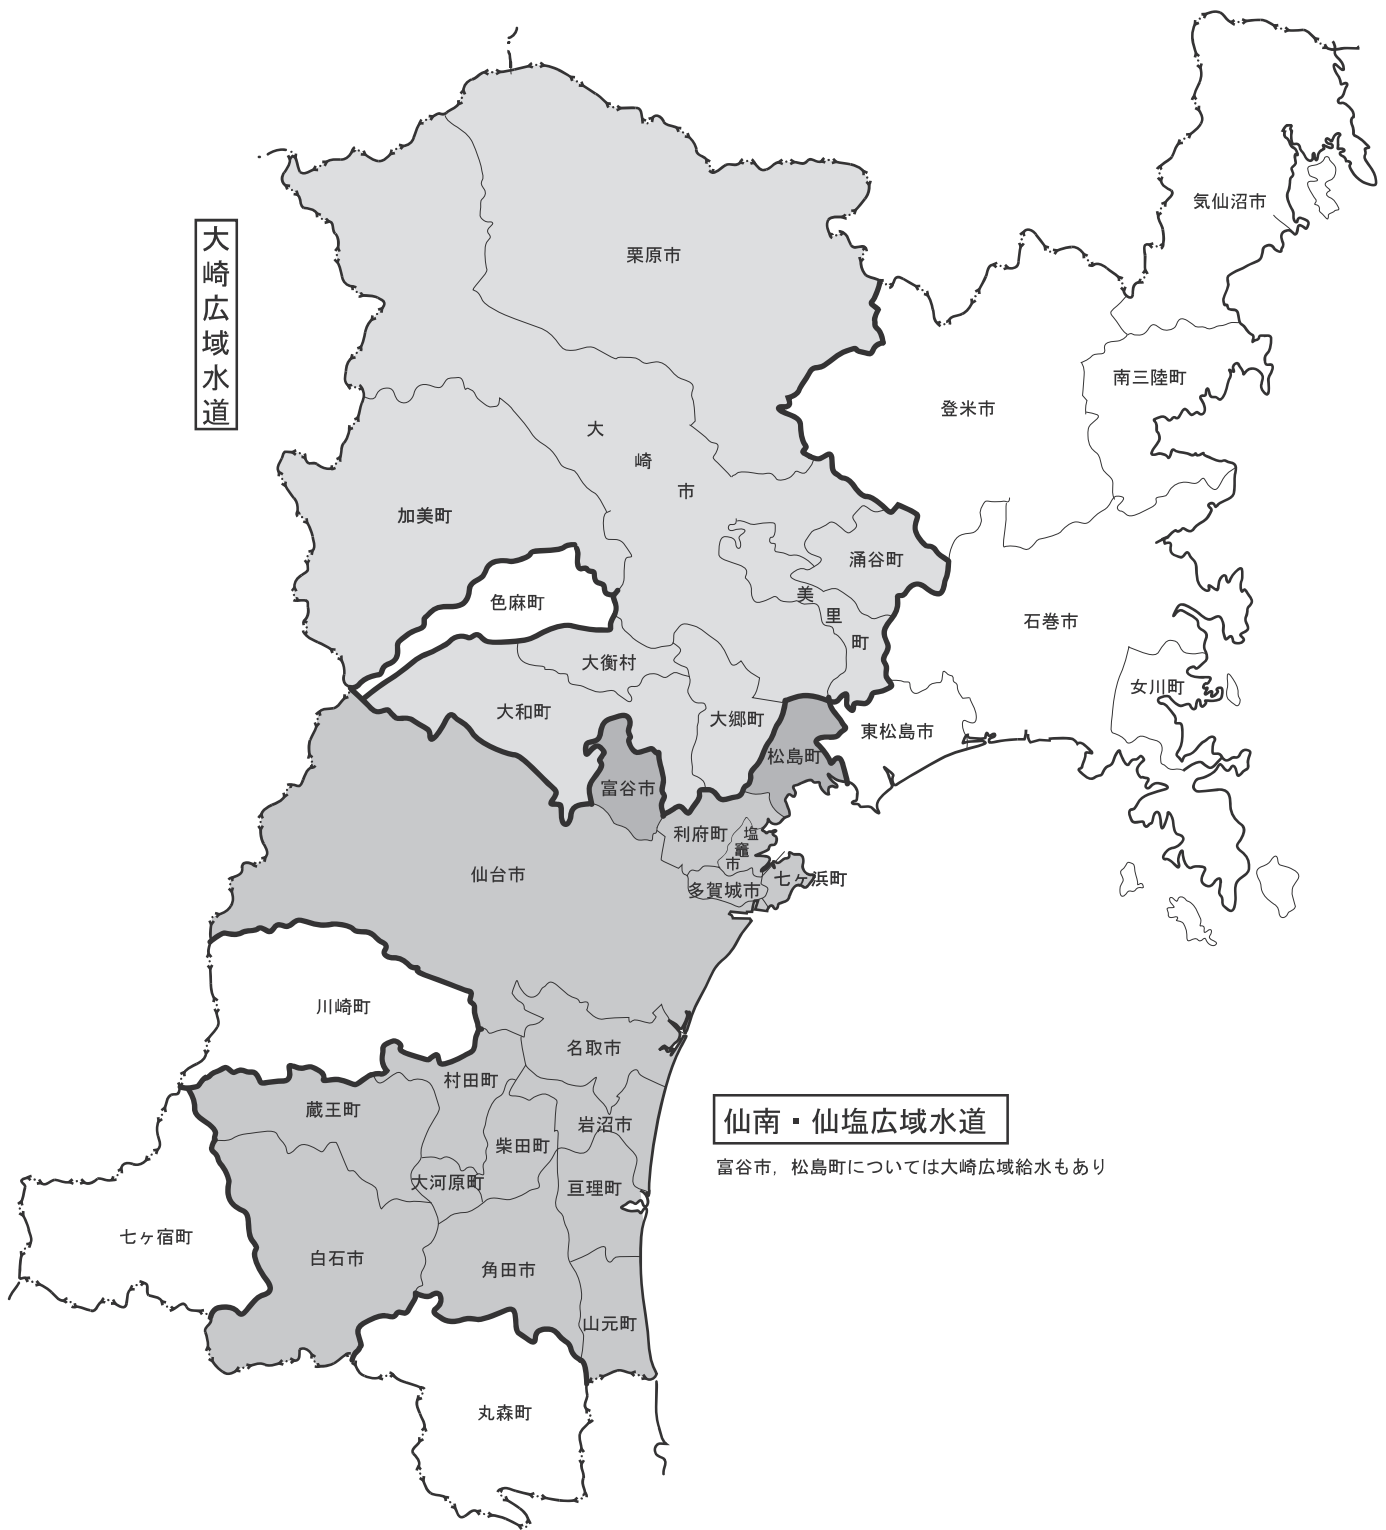 大崎広域水道
気仙沼市
栗原市
南三陸町
登米市
大崎市
加美町
涌谷町
色麻町
美里町
石巻市
大衡村
女川町
大和町
大郷町
東松島市
松島町
富谷市
利府町
塩竈市
仙台市
七ヶ浜町
多賀城市
川崎町
名取市
村田町
蔵王町
仙南・仙塩広域水道
岩沼市
柴田町
富谷市，松島町については大崎広域給水もあり
大河原町
亘理町
七ヶ宿町
白石市
角田市
山元町
丸森町